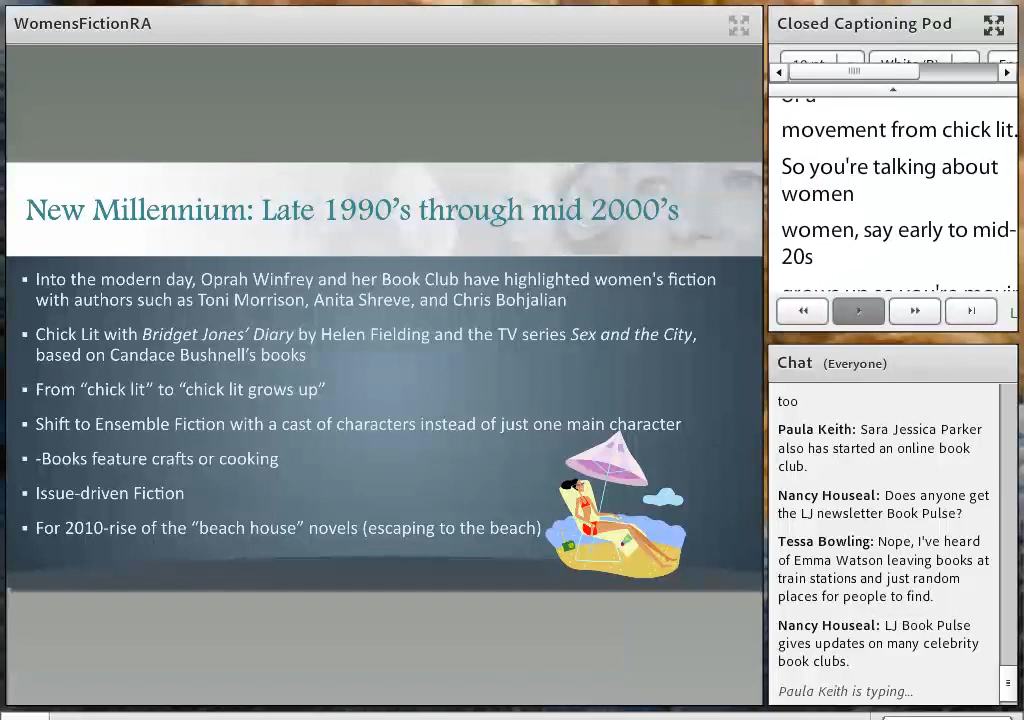 WomensFictionRA
New Millennium: Late 1990's through mid 2000's
▪ Into the modern day, Oprah Winfrey and her Book Club have highlighted women's fiction
with authors such as Toni Morrison, Anita Shreve, and Chris Bohjalian
▪ Chick Lit with Bridget Jones' Diary by Helen Fielding and the TV series Sex and the City,
based on Candace Bushnell's books
▪ From "chick lit" to "chick lit grows up"
▪ Shift to Ensemble Fiction with a cast of characters instead of just one main character
▪ -Books feature crafts or cooking
▪ Issue-driven Fiction
▪ For 2010-rise of the "beach house" novels (escaping to the beach)
Closed Captioning Pod
movement from chick lit.
So you're talking about
women
women, say early to mid-
20s
Chat (Everyone)
too
Paula Keith: Sara Jessica Parker
also has started an online book
club.
Nancy Houseal: Does anyone get
the LJ newsletter Book Pulse?
Tessa Bowling: Nope, I've heard
of Emma Watson leaving books at
train stations and just random
places for people to find.
Nancy Houseal: LJ Book Pulse
gives updates on many celebrity
book clubs.
Paula Keith is typing...